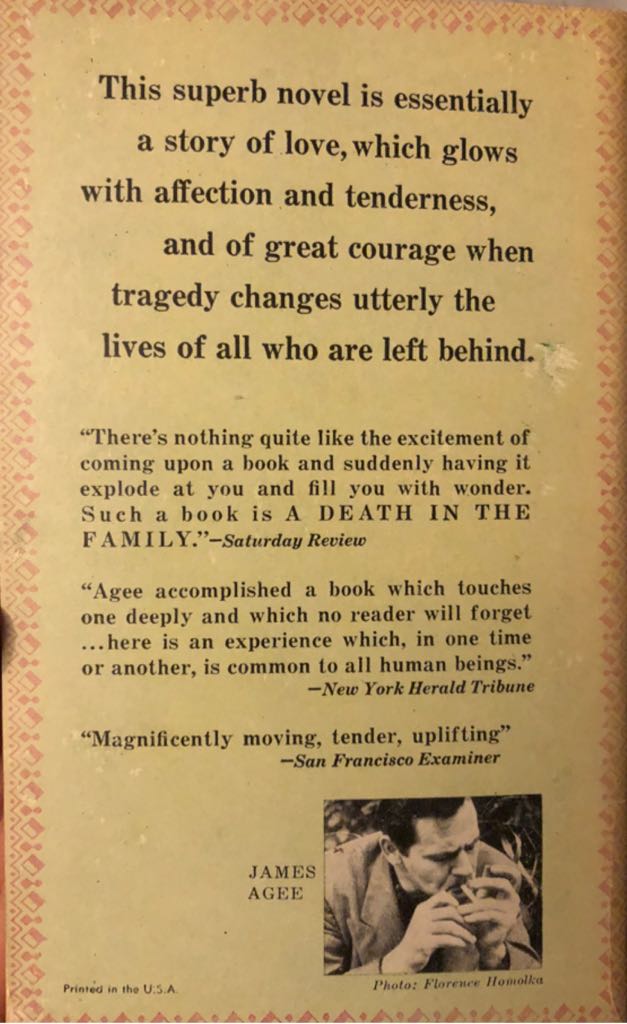 This superb novel is essentially
a story of love, which glows
with affection and tenderness,
and of great courage when
tragedy changes utterly the
lives of all who are left behind.
“There’s nothing quite like the excitement of
coming upon a book and suddenly having it
explode at you and fill you with wonder.
Such a book is A DEATH IN THE
FAMILY.”—Saturday Review
“Agee accomplished a book which touches
one deeply and which no reader will forget
...here is an experience which, in one time
or another, is common to all human beings.”
—New York Herald Tribune
“Magnificently moving, tender, uplifting”
—San Francisco Examiner
JAMES
AGEE
Photo: Florence Homolka
Printed in the U.S.A.